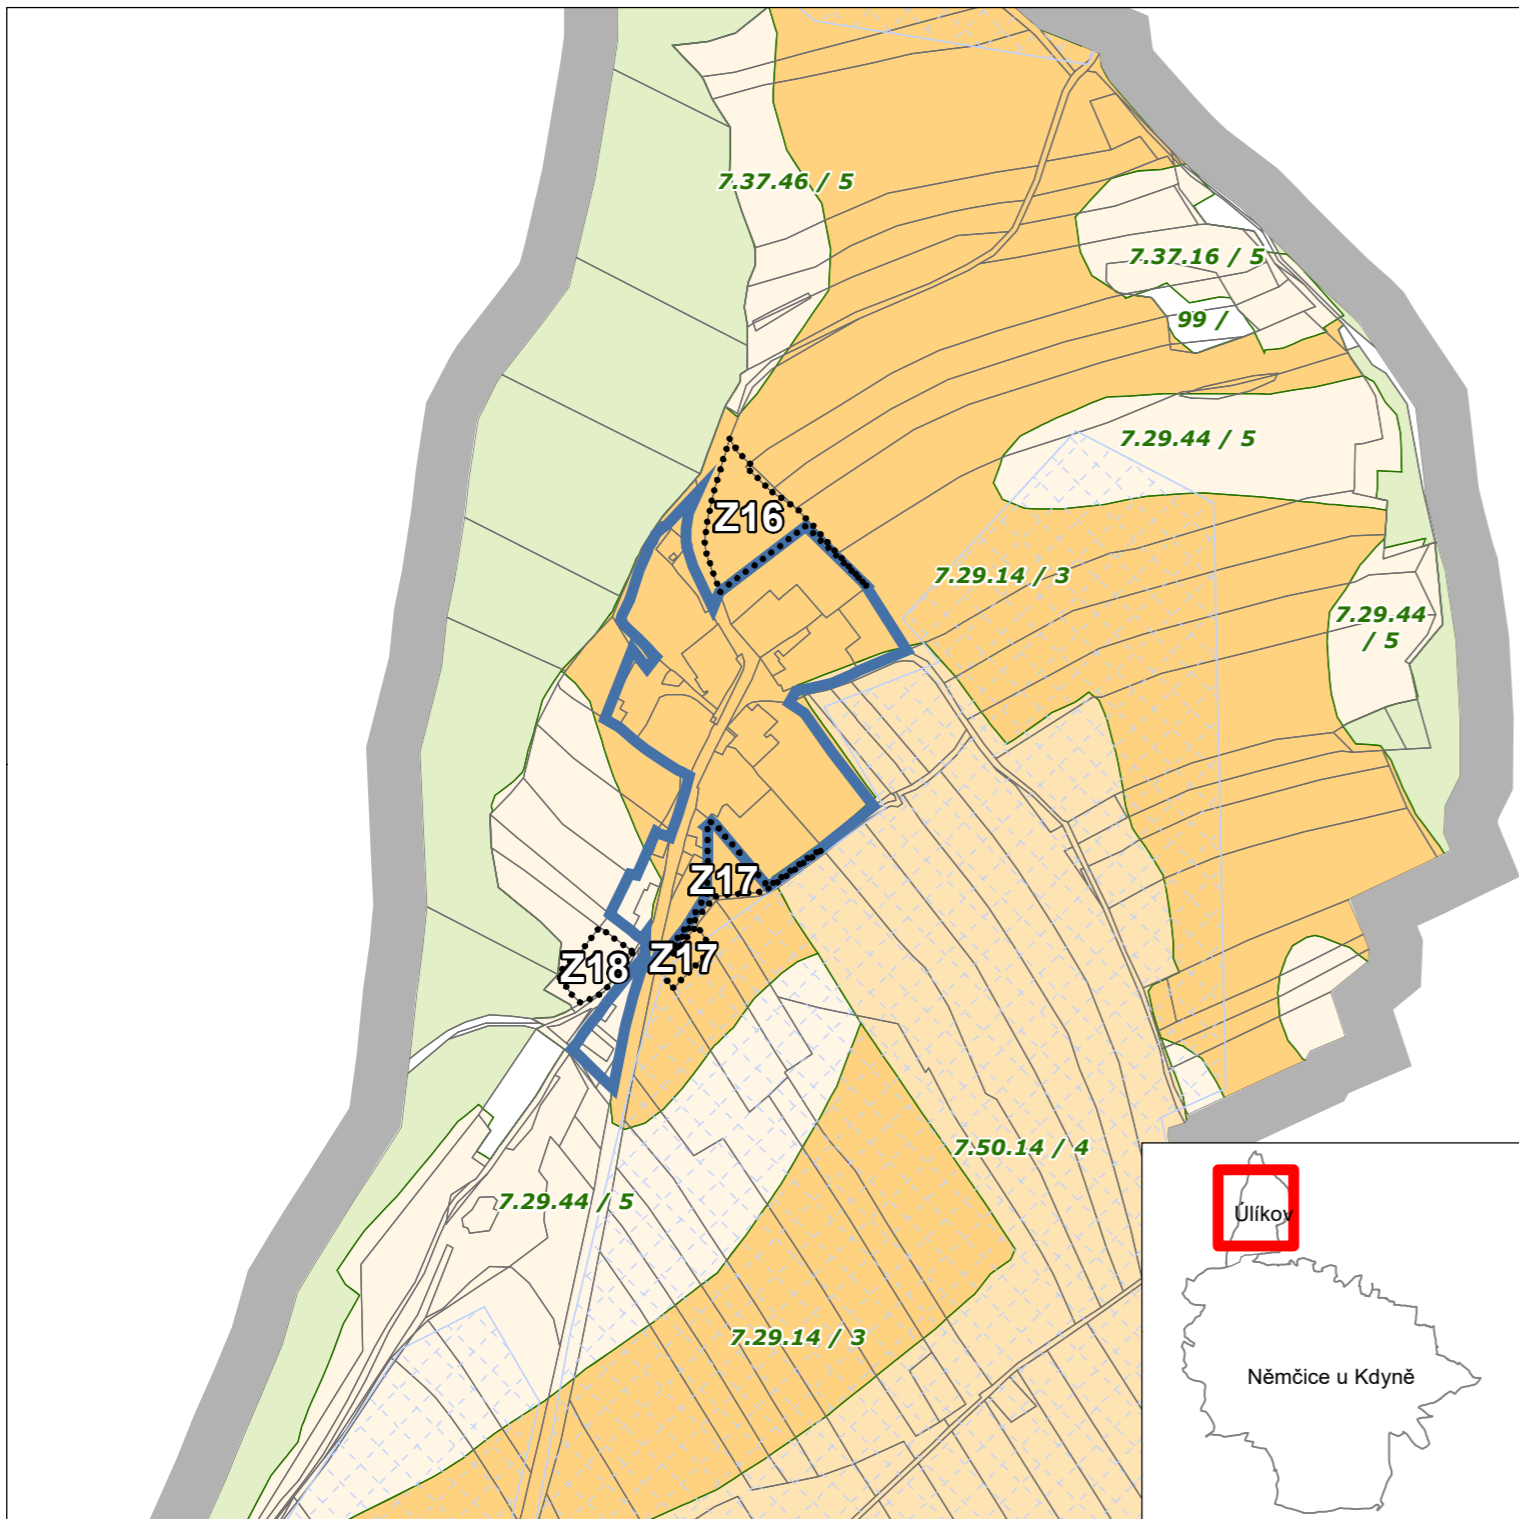 7.37.46 / 5
7.37.16 / 5
99 /
7.29.44 / 5
Z16
7.29.14 / 3
7.29.44
/ 5
Z17
Z17
Z18
7.50.14 / 4
7.29.44 / 5
Úlíkov
7.29.14 / 3
Němčice u Kdyně